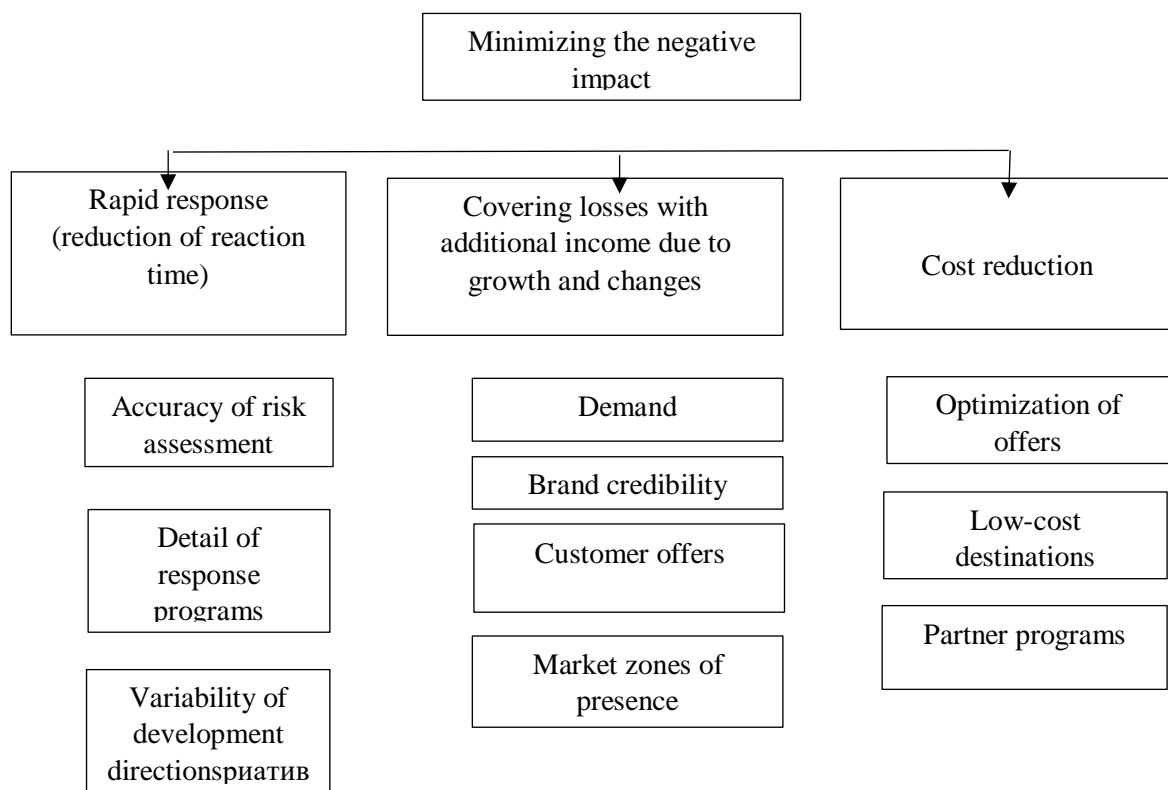 Minimizing the negative
impact
Rapid response
(reduction of reaction
time)
Covering losses with
additional income due to
growth and changes
Cost reduction
Accuracy of risk
assessment
Detail of
response
programs
Variability of
development
directionsриатив
Demand
Brand credibility
Customer offers
Market zones of
presence
Optimization of
offers
Low-cost
destinations
Partner programs